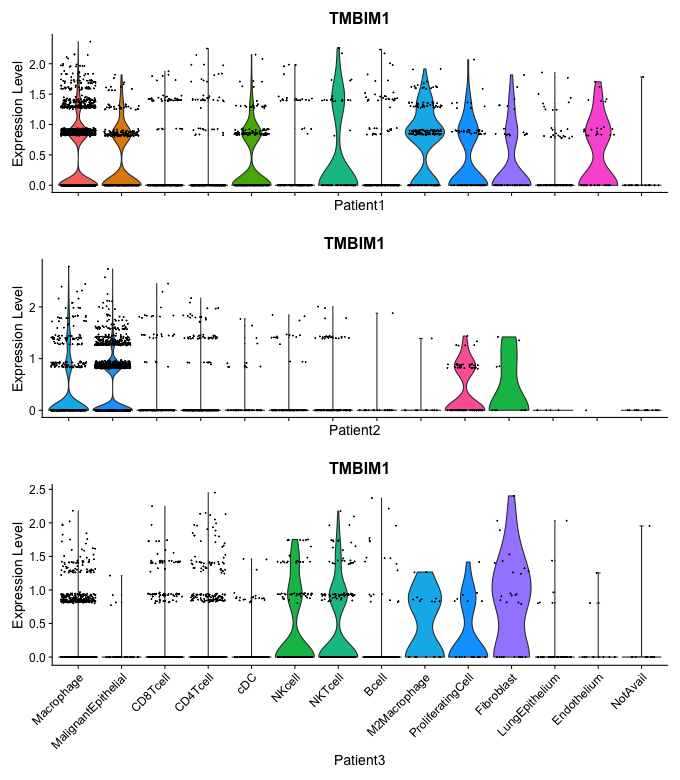 TMBIM1
Expression Level
2.0
1.5
1.0
0.5
0.0
Patient1
TMBIM1
Expression Level
2
1
0
Patient2
TMBIM1
Expression Level
2.5
2.0
1.5
1.0
0.5
0.0
Macrophage
MalignantEpithelial
CD8Tcell
CD4Tcell
cDC
NKcell
NKTcell
Bcell
M2Macrophage
ProliferatingCell
Fibroblast
LungEpithelium
Endothelium
NotAvail
Patient3